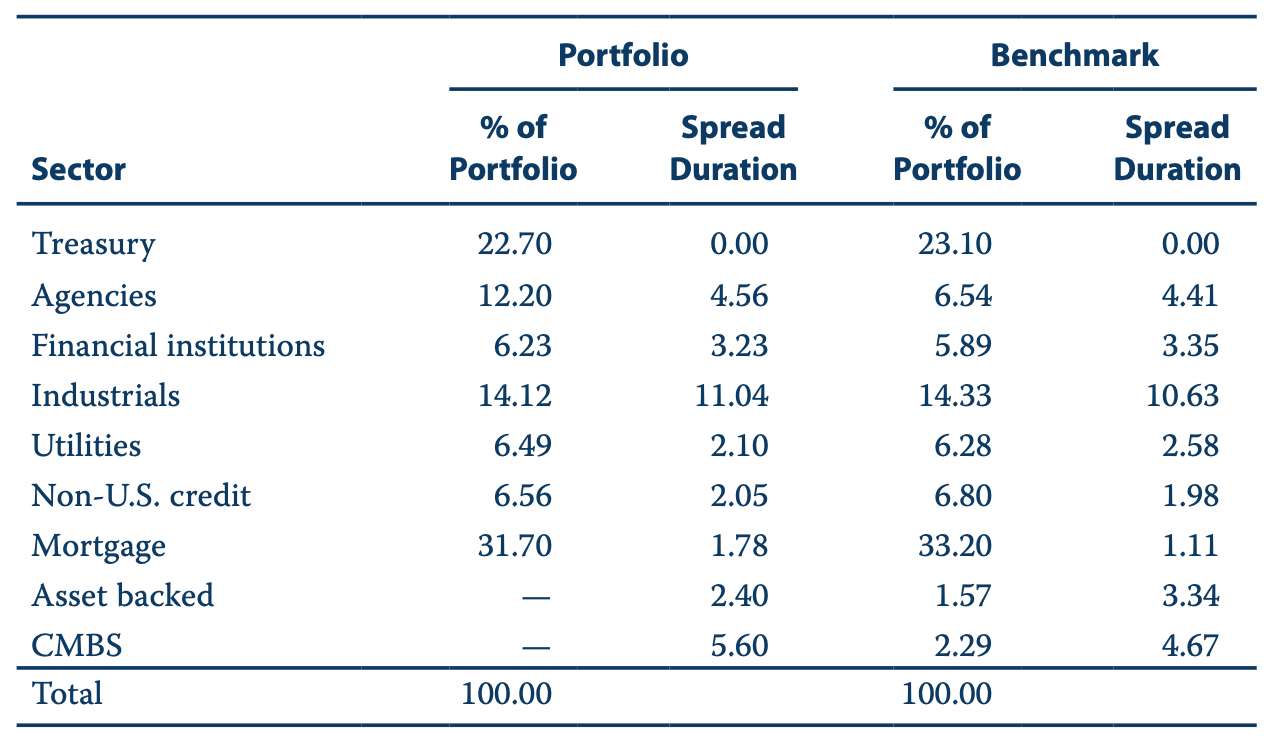 Portfolio Benchmark
% of Spread % of Spread
Sector Portfolio Duration Portfolio Duration
Treasury 22.70 0.00 23.10 0.00
Agencies 12.20 4.56 6.54 4.41
Financial institutions 6.23 3.23 5.89 3.35
Industrials 14.12 11.04 14.33 10.63
Utilities 6.49 2.10 6.28 2.58
Non-U.S. credit 6.56 2.05 6.80 1.98
Mortgage 31.70 1.78 33.20 1.11
Asset backed — 2.40 1.57 3.34
CMBS — 5.60 2.29 4.67
Total 100.00 100.00